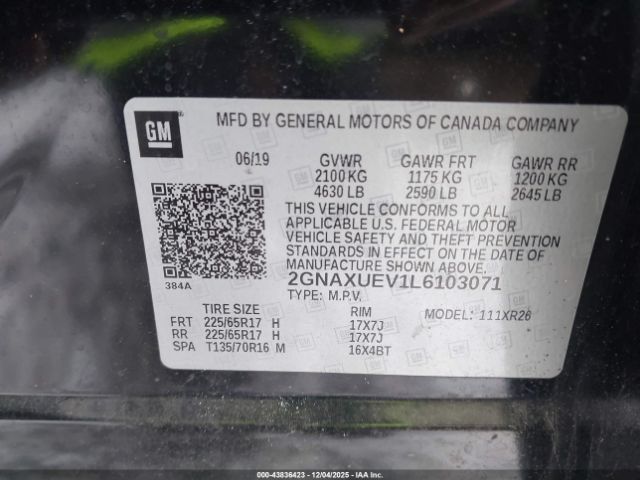 GM
MFD BY GENERAL MOTORS OF CANADA COMPANY
06/19 GVWR GAWR FRT GAWR RR
2100 KG 1175 KG 1200 KG
4630 LB 2590 LB 2645 LB
THIS VEHICLE CONFORMS TO ALL
APPLICABLE U.S. FEDERAL MOTOR
VEHICLE SAFETY AND THEFT PREVENTION
STANDARDS IN EFFECT ON THE DATE OF
MANUFACTURE SHOWN ABOVE.
384A
2GNAXUEV1L6103071
TYPE: M.P.V. MODEL: 111XR26
TIRE SIZE RIM
FRT 225/65R17 H 17X7J
RR 225/65R17 H 17X7J
SPA T135/70R16 M 16X4BT
** 000-43836423 - 12/04/2025 - IAAI.COM **